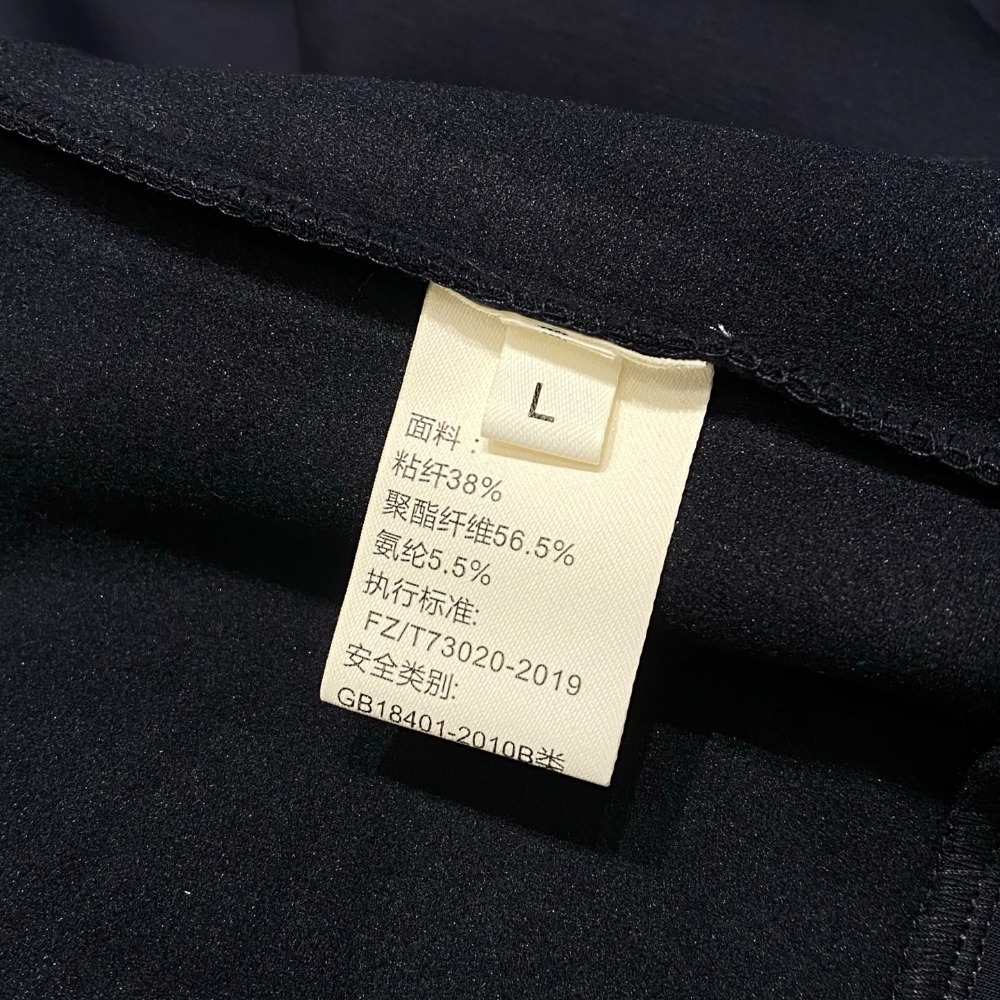 L
面料：
粘纤38%
聚酯纤维56.5%
氨纶5.5%
执行标准:
FZ/T73020-2019
安全类别:
GB18401-2010B类